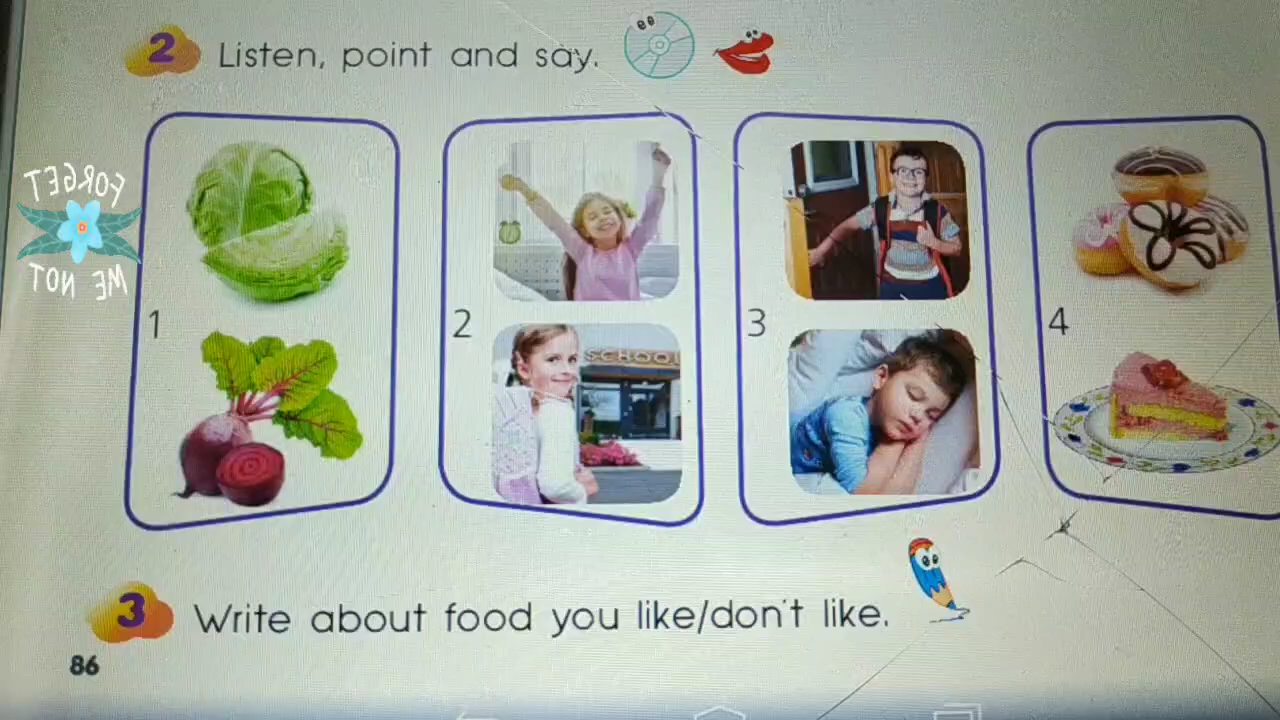 2 Listen, point and say.
FORGET
ME NOT
1
2
3
4
SCHOOL
3 Write about food you like/don't like.
86